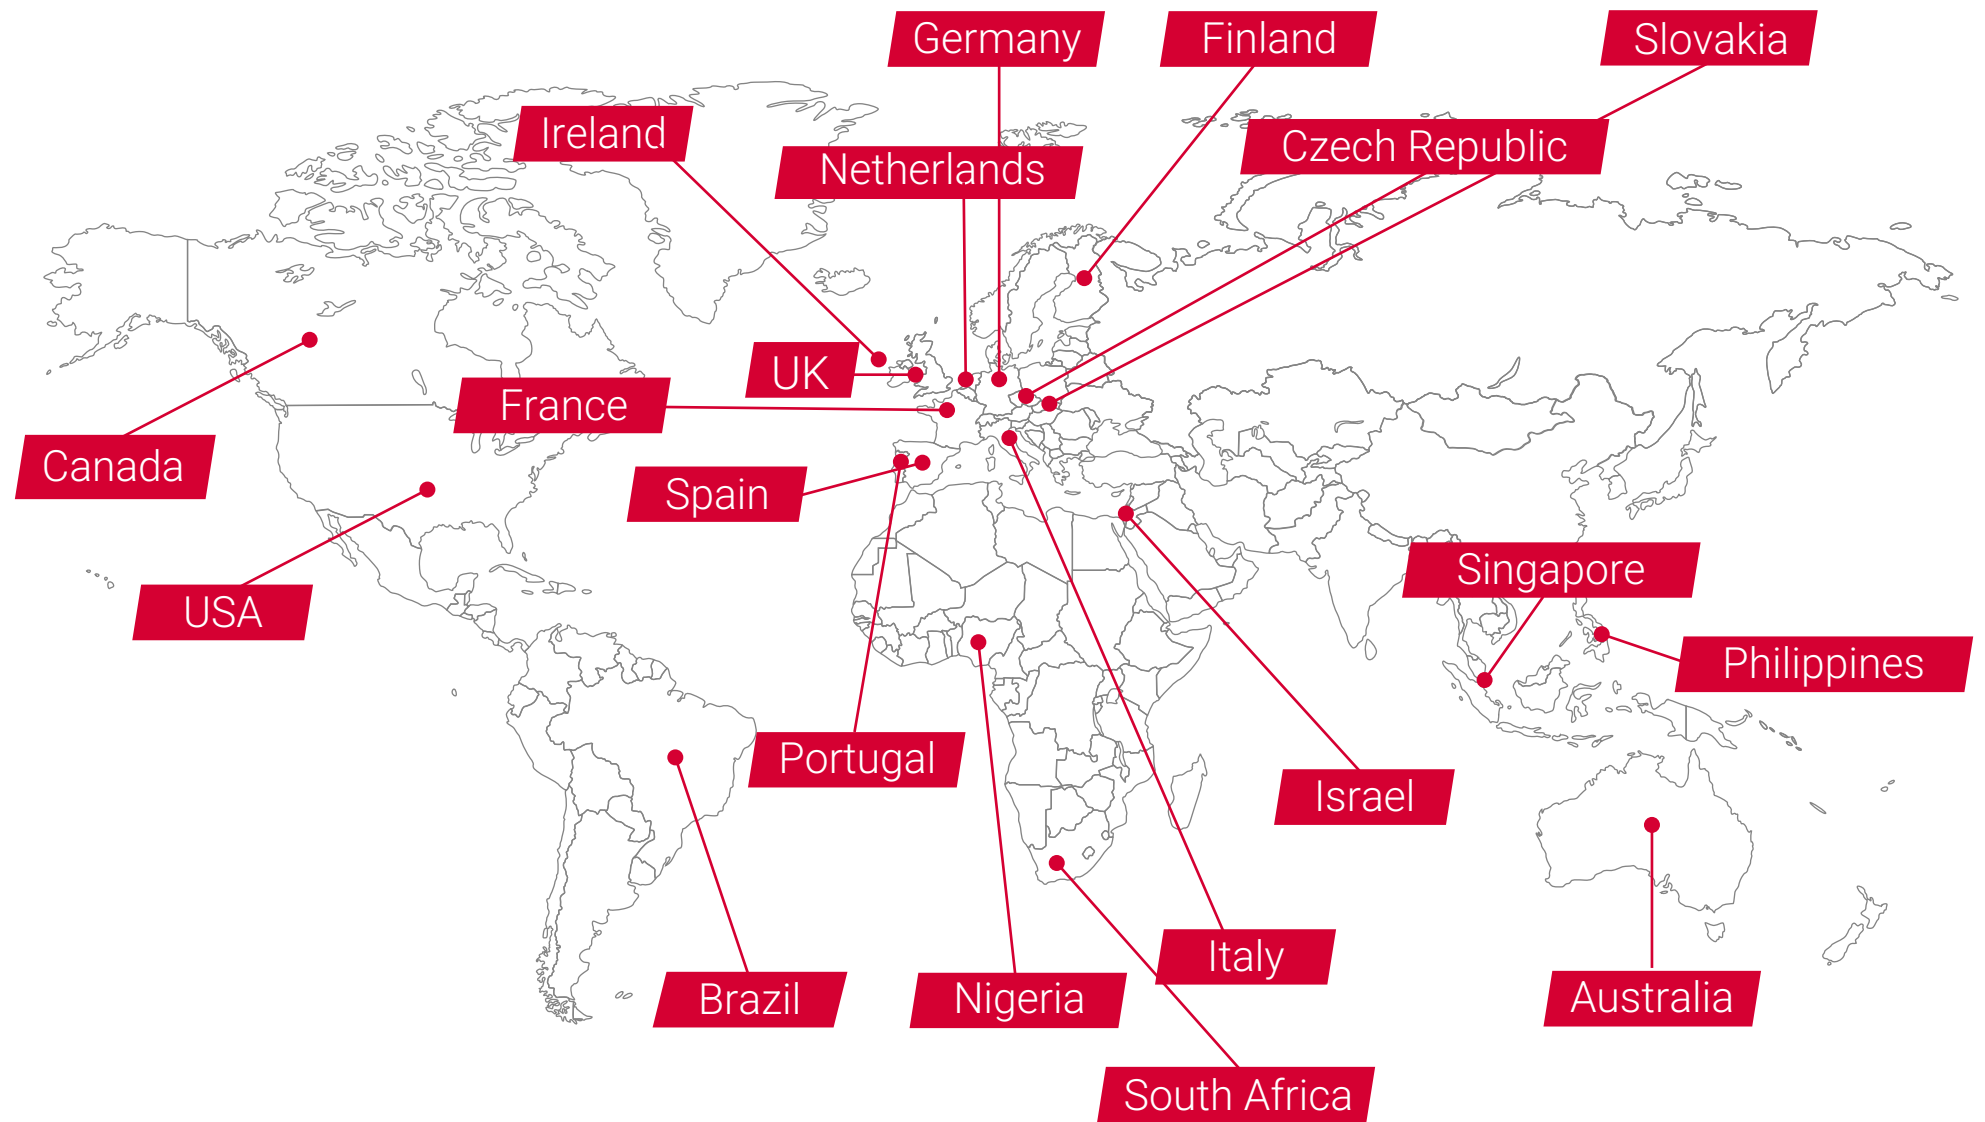 Germany
Finland
Slovakia
Ireland
Netherlands
Czech Republic
UK
France
Canada
Spain
Singapore
USA
Philippines
Portugal
Israel
Italy
Brazil
Nigeria
Australia
South Africa